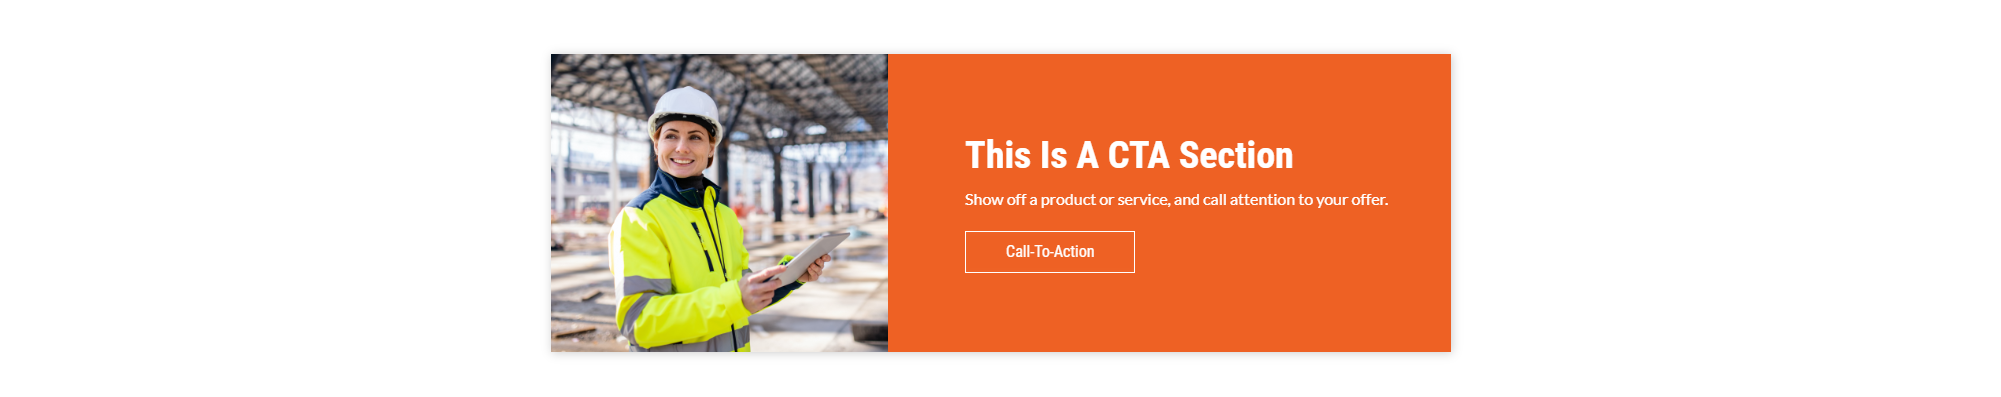 This Is A CTA Section
Show off a product or service, and call attention to your offer.
Call-To-Action